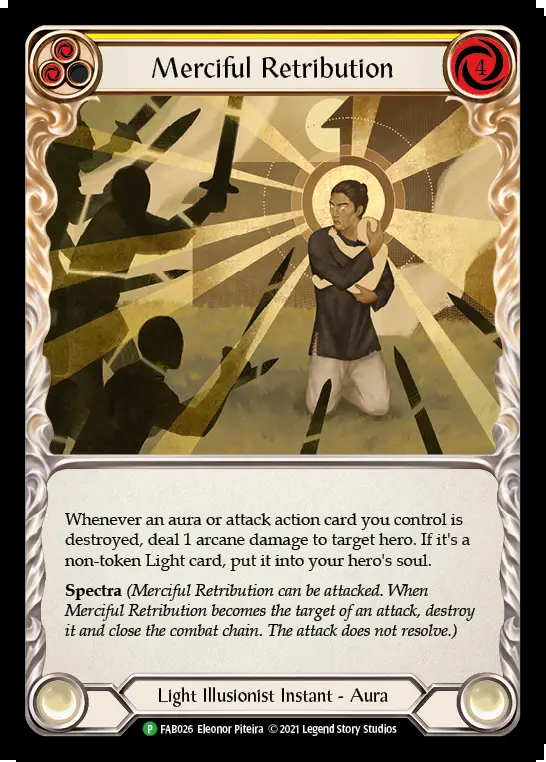 Merciful Retribution
4
Whenever an aura or attack action card you control is
destroyed, deal 1 arcane damage to target hero. If it's a
non-token Light card, put it into your hero's soul.
Spectra (Merciful Retribution can be attacked. When
Merciful Retribution becomes the target of an attack, destroy
it and close the combat chain. The attack does not resolve.)
Light Illusionist Instant - Aura
P FAB026 Eleonor Piteira © 2021 Legend Story Studios